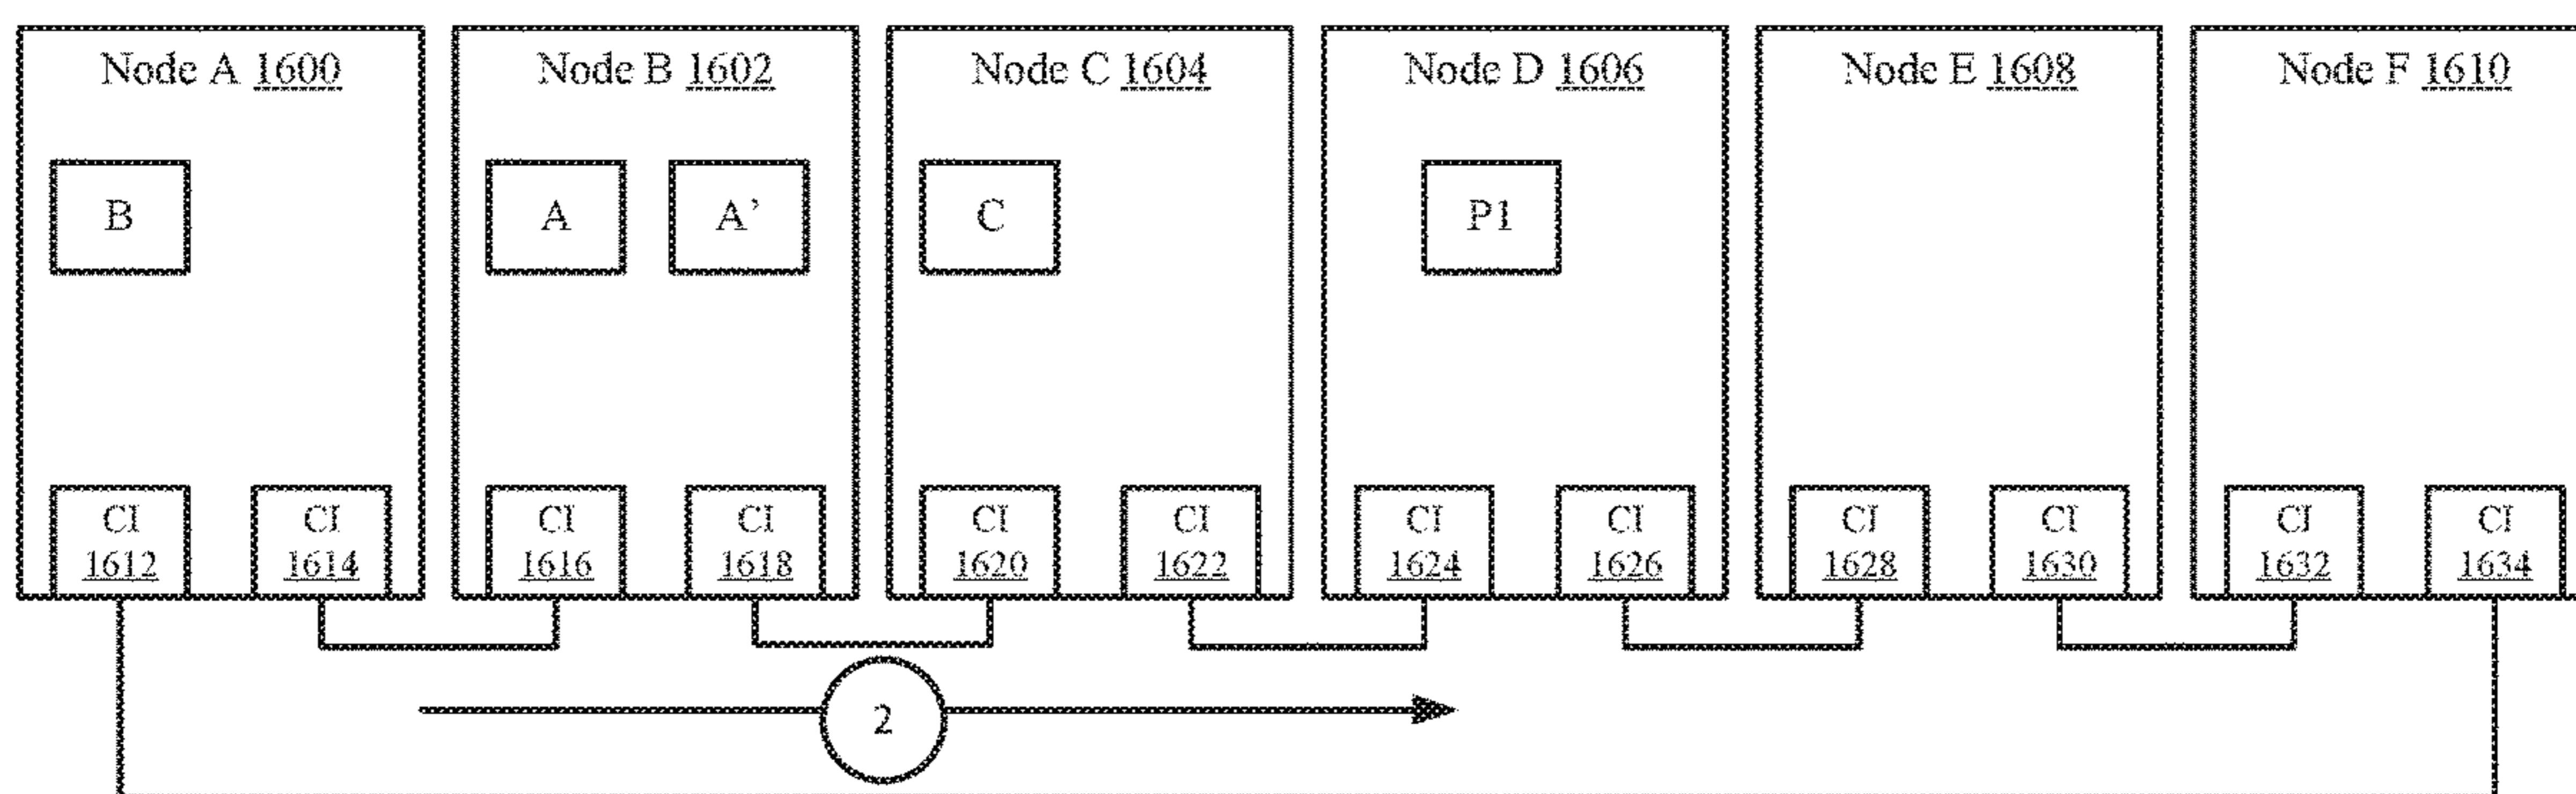 Node A 1600
Node B 1602
Node C 1604
Node D 1606
Node E 1608
Node F 1610
B
A
A’
C
P1
CI
1612
CI
1614
CI
1616
CI
1618
CI
1620
CI
1622
CI
1624
CI
1626
CI
1628
CI
1630
CI
1632
CI
1634
2